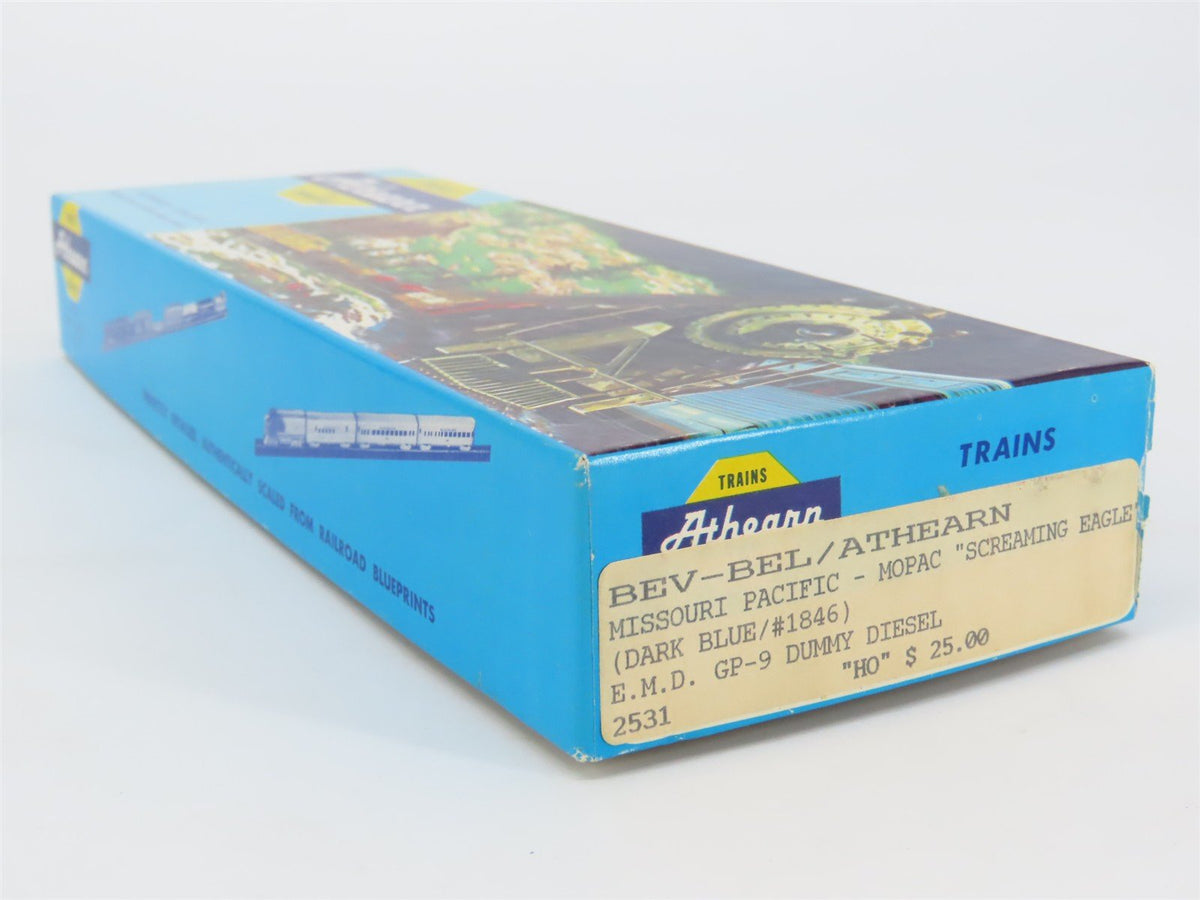 Athearn
AUTHENTICALLY SCALED FROM RAILROAD BLUEPRINTS
TRAINS
TRAINS
Athearn
BEV-BEL/ATHEARN
MISSOURI PACIFIC - MOPAC "SCREAMING EAGLE
(DARK BLUE/#1846)
E.M.D. GP-9 DUMMY DIESEL
"HO" $ 25.00
2531